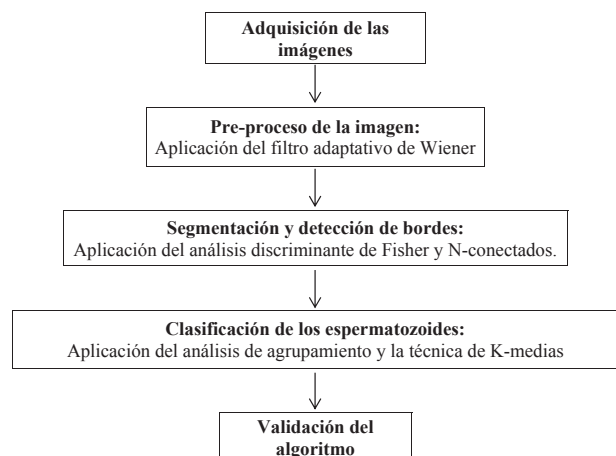 Adquisición de las
imágenes
Pre-proceso de la imagen:
Aplicación del filtro adaptativo de Wiener
Segmentación y detección de bordes:
Aplicación del análisis discriminante de Fisher y N-conectados.
Clasificación de los espermatozoides:
Aplicación del análisis de agrupamiento y la técnica de K-medias
Validación del
algoritmo